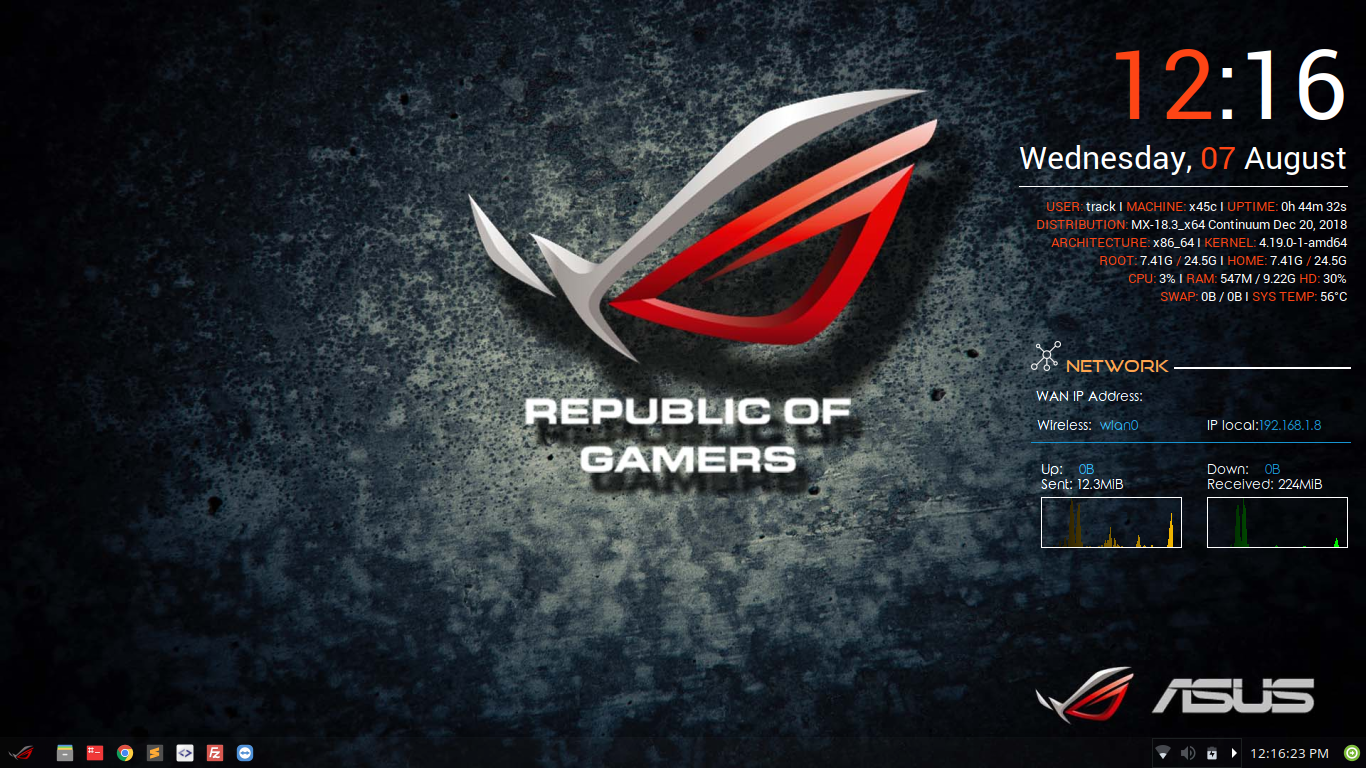 12:16
Wednesday, 07 August
USER: track I MACHINE: x45c I UPTIME: 0h 44m 32s
DISTRIBUTION: MX-18.3_x64 Continuum Dec 20, 2018
ARCHITECTURE: x86_64 I KERNEL: 4.19.0-1-amd64
ROOT: 7.41G / 24.5G I HOME: 7.41G / 24.5G
CPU: 3% I RAM: 547M / 9.22G HD: 30%
SWAP: 0B / 0B I SYS TEMP: 56°C
NETWORK
WAN IP Address:
Wireless: wlan0 IP local:192.168.1.8
Up: 0B Down: 0B
Sent: 12.3MiB Received: 224MiB
REPUBLIC OF
GAMERS
ASUS
Fz
12:16:23 PM